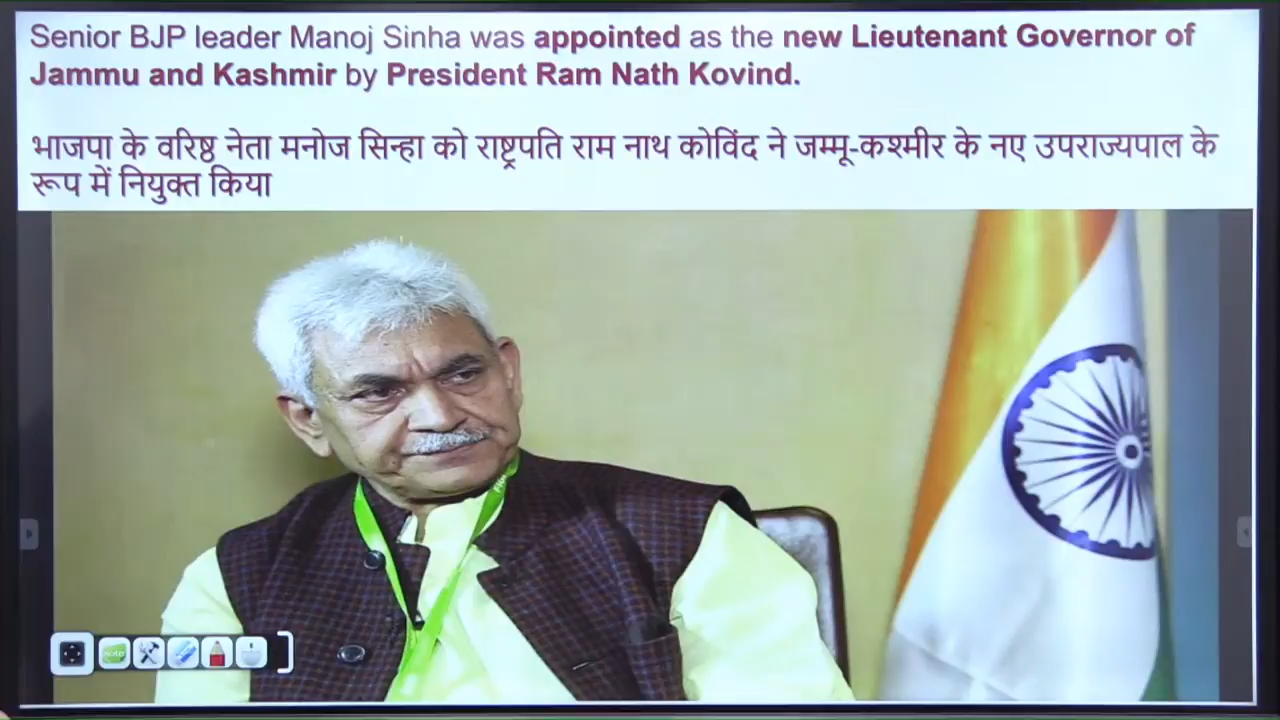 Senior BJP leader Manoj Sinha was appointed as the new Lieutenant Governor of
Jammu and Kashmir by President Ram Nath Kovind.
भाजपा के वरिष्ठ नेता मनोज सिन्हा को राष्ट्रपति राम नाथ कोविंद ने जम्मू-कश्मीर के नए उपराज्यपाल के
रूप में नियुक्त किया